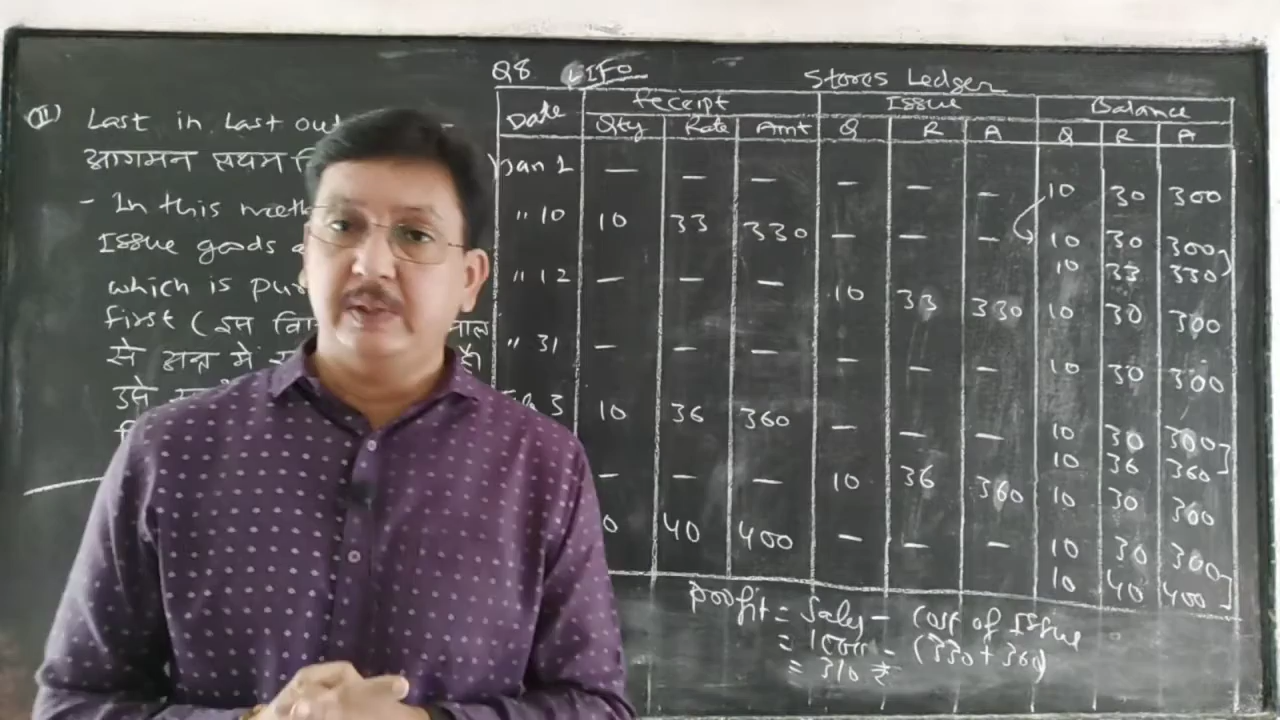 Q8 LIFO Stores Ledger
(II) Last in Last out
आगमन
- In this
Issue goods
which is
First (इस
से
उसे
Date Receipt Issue Balance
Qty Rate Amt Q R A Q R A
Jan 1 — — — — — — 10 30 300
" 10 10 33 330 — — — 10 30 300
10 33 330
" 12 — — — 10 33 330 10 30 300
" 31 — — — — — — 10 30 300
3 10 36 360 — — — 10 30 300
10 36 360
— — — 10 36 360 10 30 300
0 40 400 — — — 10 30 300
10 40 400
Profit = Sales - Cost of Issue
= 1000 - (330 + 360)
= 310 ₹